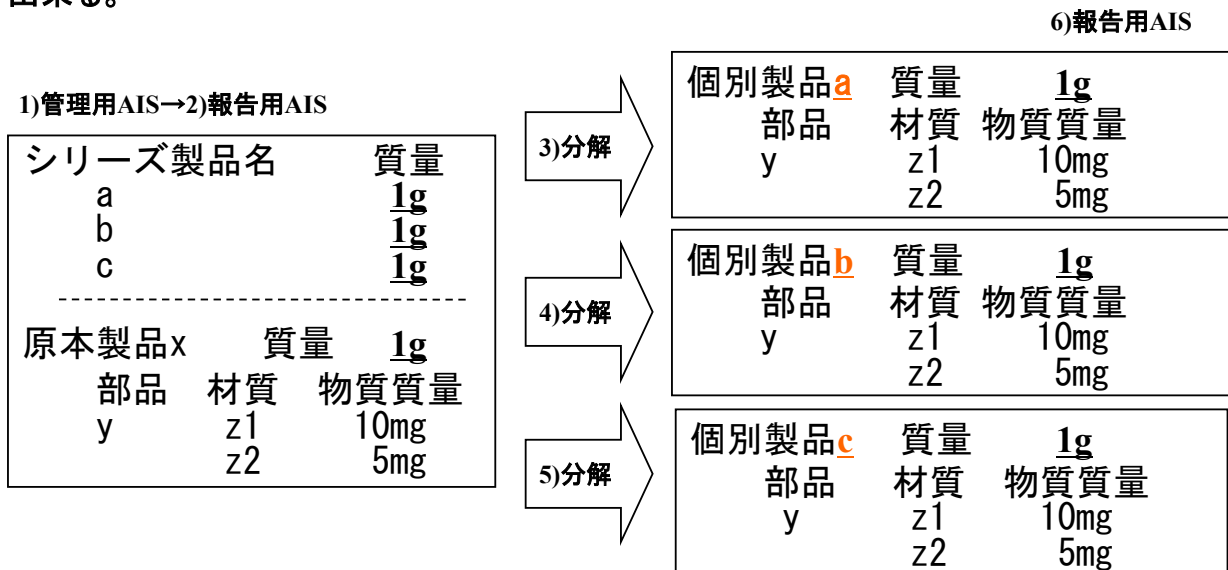 出来る。
6)報告用AIS
1)管理用AIS→2)報告用AIS
シリーズ製品名 質量
a 1g
b 1g
c 1g
原本製品x 質量 1g
部品 材質 物質質量
y z1 10mg
z2 5mg
3)分解
個別製品a 質量 1g
部品 材質 物質質量
y z1 10mg
z2 5mg
4)分解
個別製品b 質量 1g
部品 材質 物質質量
y z1 10mg
z2 5mg
5)分解
個別製品c 質量 1g
部品 材質 物質質量
y z1 10mg
z2 5mg